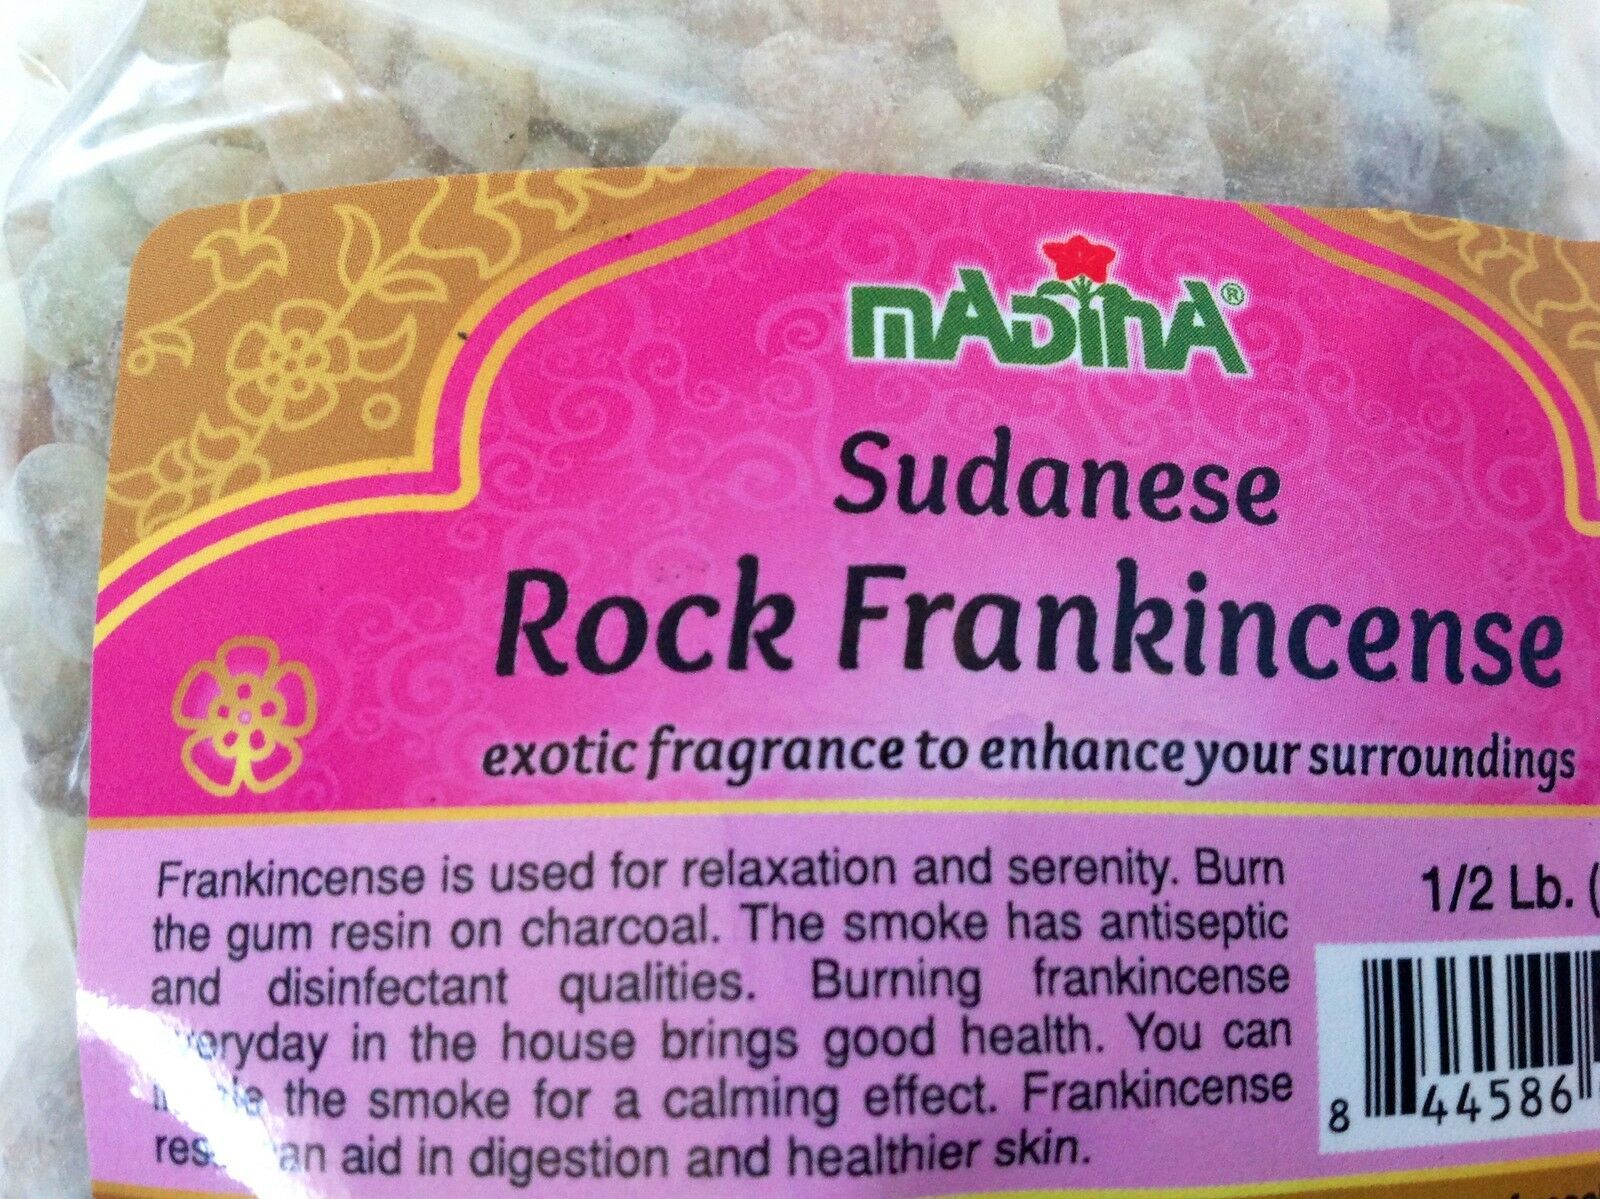 MADINA®
Sudanese
Rock Frankincense
exotic fragrance to enhance your surroundings
Frankincense is used for relaxation and serenity. Burn
the gum resin on charcoal. The smoke has antiseptic
and disinfectant qualities. Burning frankincense
everyday in the house brings good health. You can
the smoke for a calming effect. Frankincense
can aid in digestion and healthier skin.
1/2 Lb. (
8 44586